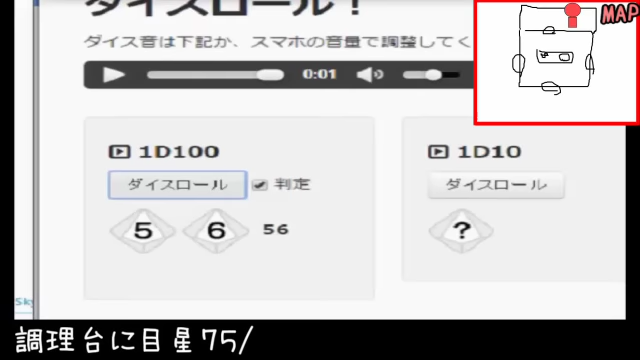 ダイスロール！
MAP
ダイス音は下記か、スマホの音量で調整してく
0:01
1D100
ダイスロール 判定
5 6 56
1D10
ダイスロール
?
Sky
調理台に目星75/